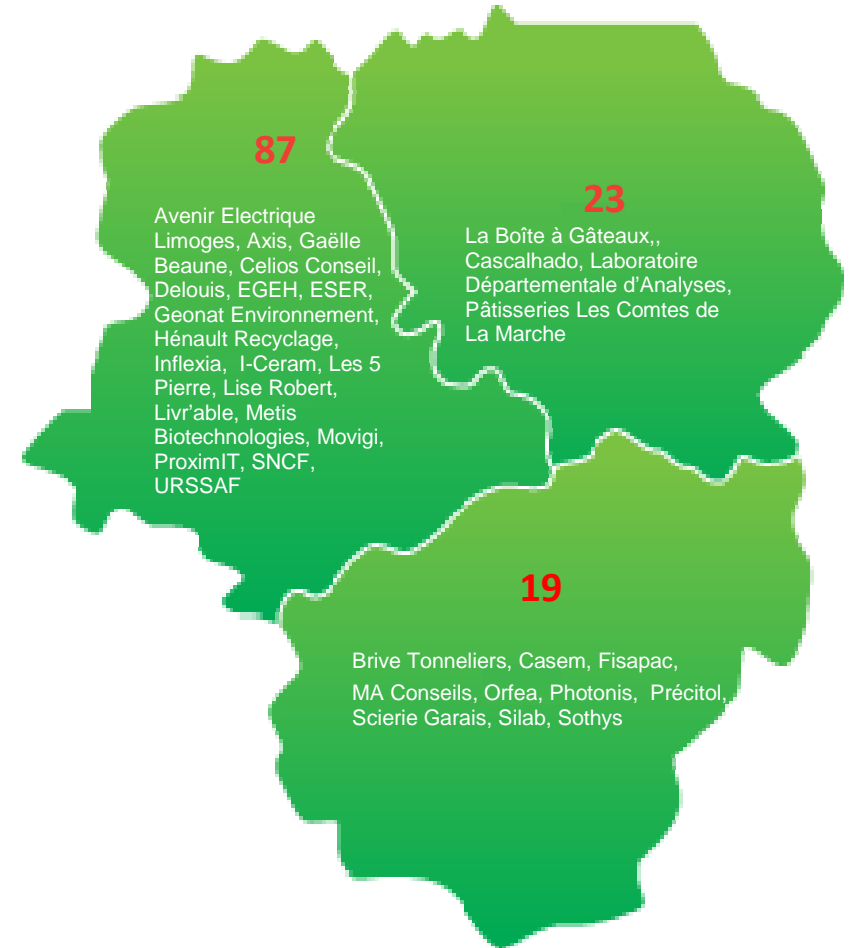 87
Avenir Electrique
Limoges, Axis, Gaëlle
Beaune, Celios Conseil,
Delouis, EGEH, ESER,
Geonat Environnement,
Hénault Recyclage,
Inflexia,  I-Ceram, Les 5
Pierre, Lise Robert,
Livr'able, Metis
Biotechnologies, Movigi,
ProximIT, SNCF,
URSSAF
23
La Boîte à Gâteaux,,
Cascalhado, Laboratoire
Départementale d'Analyses,
Pâtisseries Les Comtes de
La Marche
19
Brive Tonneliers, Casem, Fisapac,
MA Conseils, Orfea, Photonis,  Précitol,
Scierie Garais, Silab, Sothys